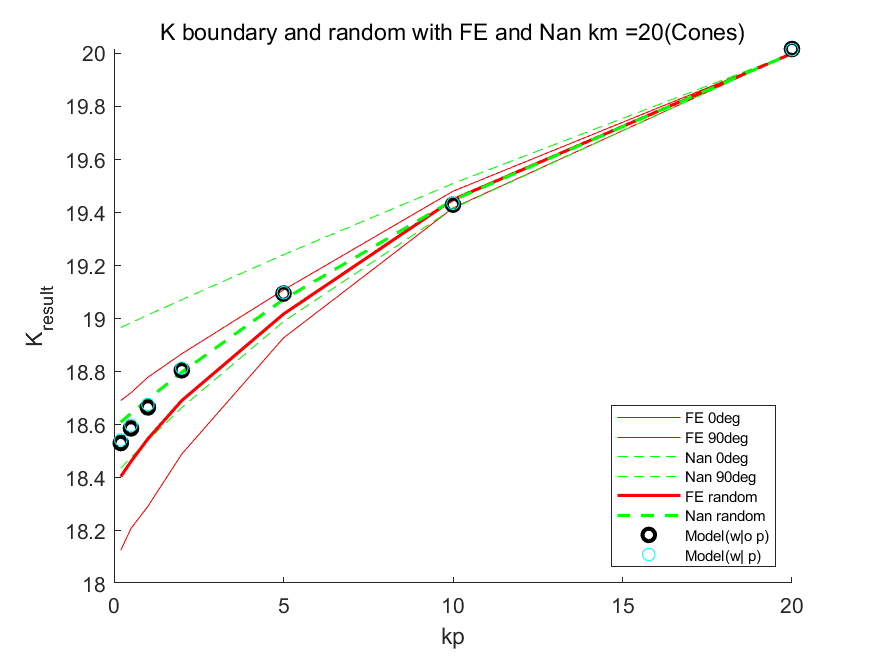 K boundary and random with FE and Nan km =20(Cones)
20
19.8
19.6
19.4
19.2
19
18.8
18.6
18.4
18.2
18
K_result
0
5
10
15
20
kp
FE 0deg
FE 90deg
Nan 0deg
Nan 90deg
FE random
Nan random
Model(w|o p)
Model(w| p)